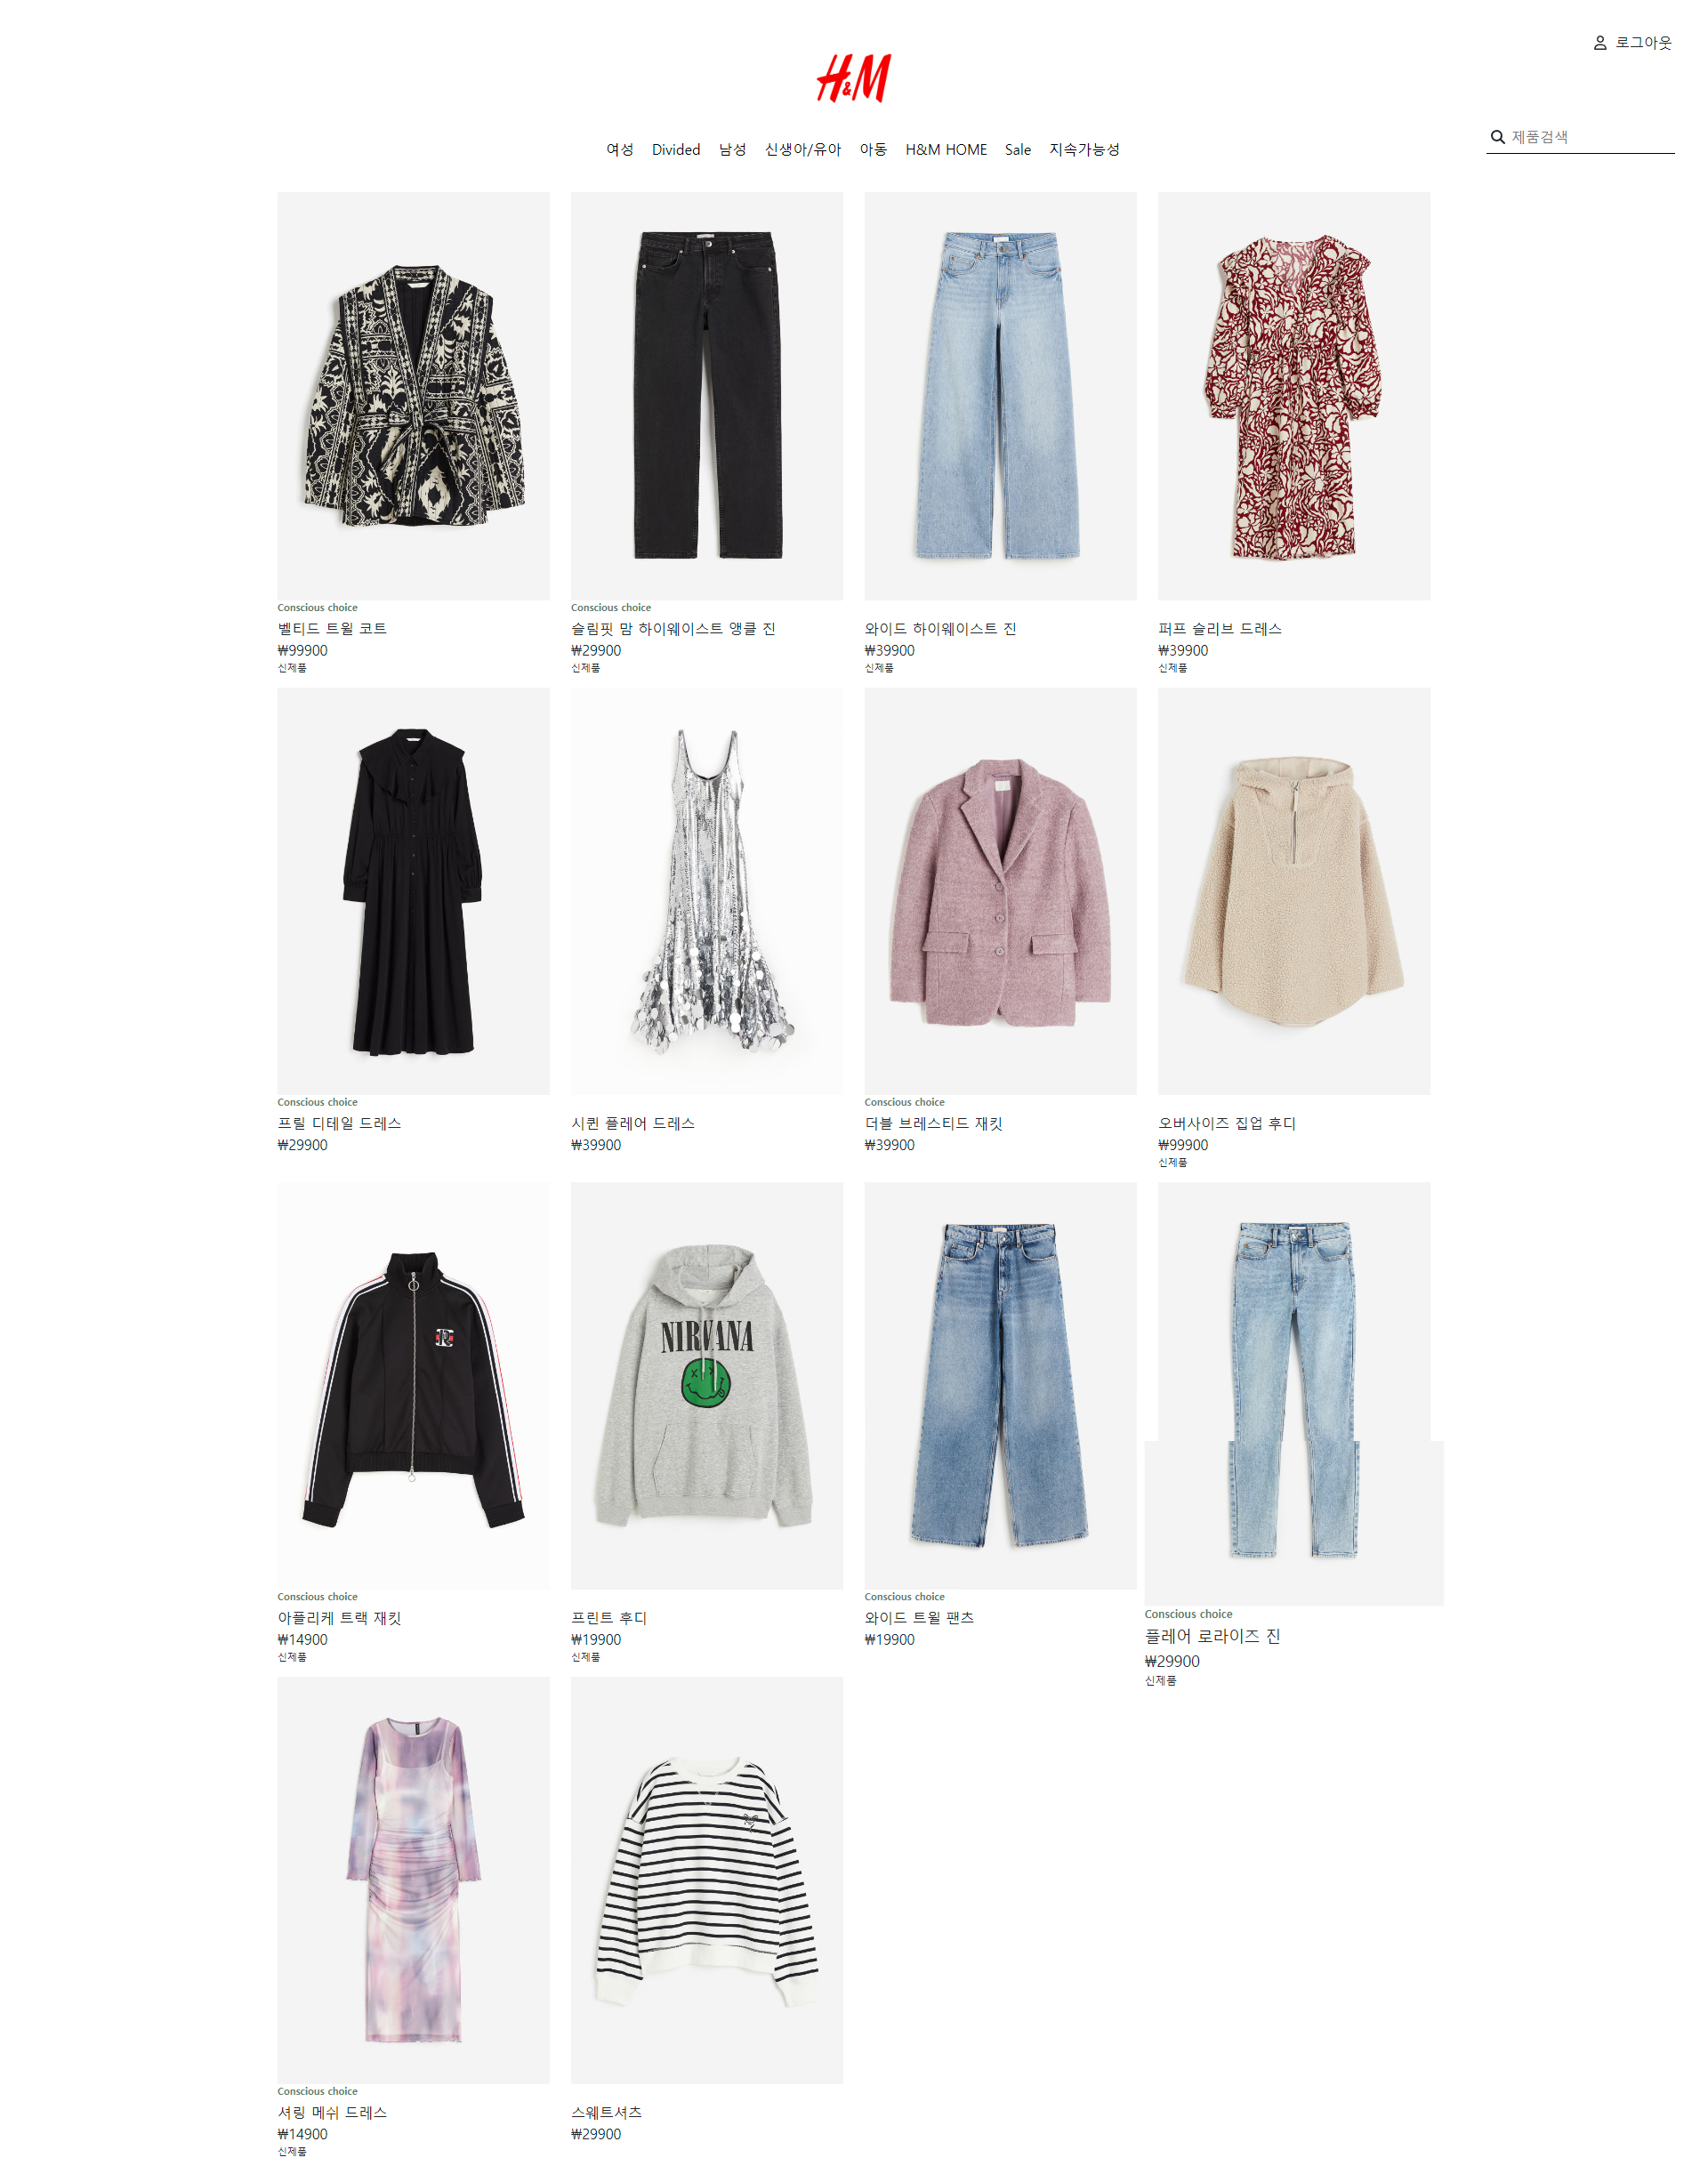 로그아웃
H&M
제품검색
여성 Divided 남성 신생아/유아 아동 H&M HOME Sale 지속가능성
Conscious choice
벨티드 트윌 코트
₩99900
신제품
Conscious choice
슬림핏 맘 하이웨이스트 앵클 진
₩29900
신제품
와이드 하이웨이스트 진
₩39900
신제품
퍼프 슬리브 드레스
₩39900
신제품
Conscious choice
프릴 디테일 드레스
₩29900
시퀸 플레어 드레스
₩39900
Conscious choice
더블 브레스티드 재킷
₩39900
오버사이즈 집업 후디
₩99900
신제품
Conscious choice
아플리케 트랙 재킷
₩14900
신제품
NIRVANA
프린트 후디
₩19900
신제품
Conscious choice
와이드 트윌 팬츠
₩19900
Conscious choice
플레어 로라이즈 진
₩29900
신제품
Conscious choice
셔링 메쉬 드레스
₩14900
신제품
스웨트셔츠
₩29900